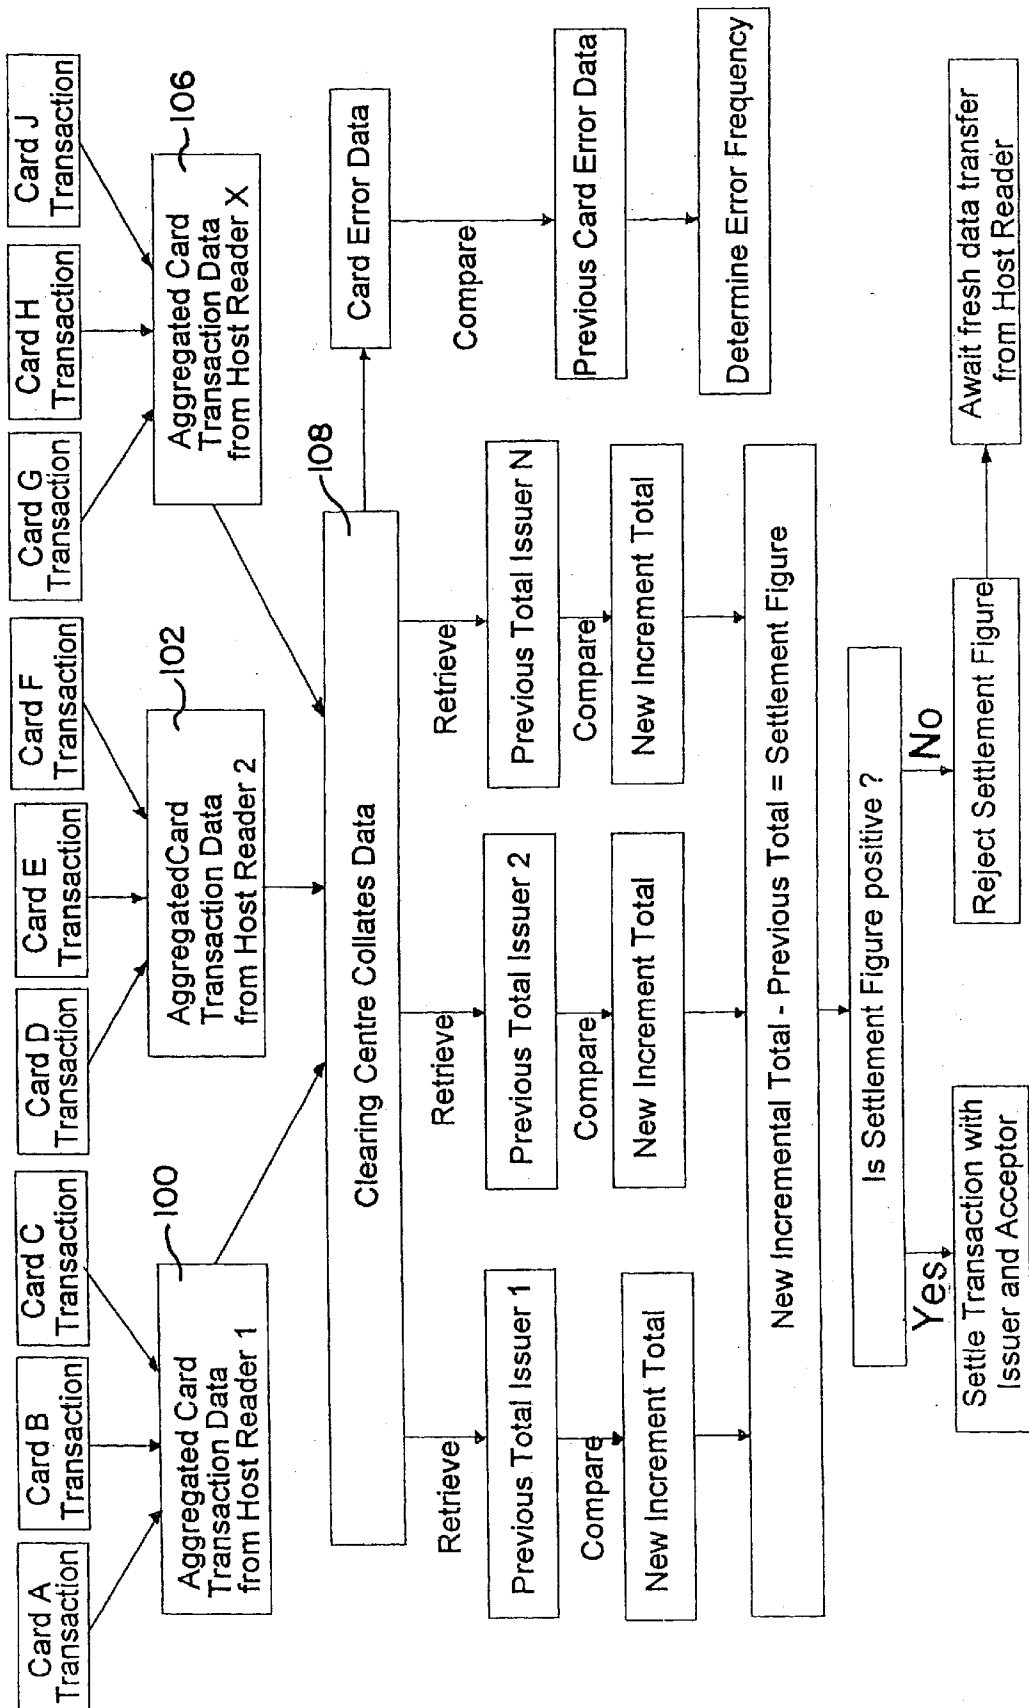 Card A
Transaction
Card B
Transaction
Card C
Transaction
Card D
Transaction
Card E
Transaction
Card F
Transaction
Card G
Transaction
Card H
Transaction
Card J
Transaction
100
Aggregated Card
Transaction Data
from Host Reader 1
102
AggregatedCard
Transaction Data
from Host Reader 2
106
Aggregated Card
Transaction Data
from Host Reader X
108
Clearing Centre Collates Data
Card Error Data
Retrieve
Retrieve
Retrieve
Compare
Previous Total Issuer 1
Previous Total Issuer 2
Previous Total Issuer N
Previous Card Error Data
Compare
Compare
Compare
New Increment Total
New Increment Total
New Increment Total
Determine Error Frequency
New Incremental Total - Previous Total = Settlement Figure
Is Settlement Figure positive ?
Yes
No
Settle Transaction with
Issuer and Acceptor
Reject Settlement Figure
Await fresh data transfer
from Host Reader